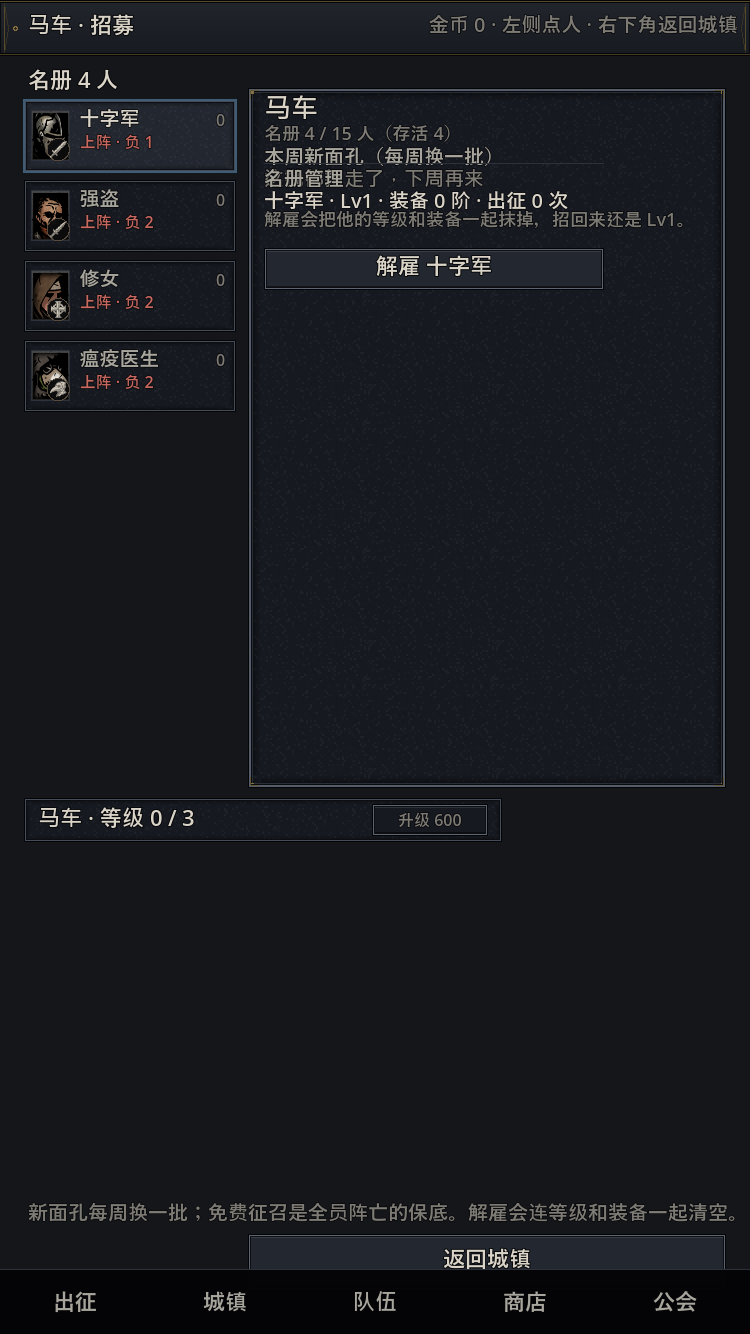 马车 · 招募
金币 0 · 左侧点人 · 右下角返回城镇
名册 4 人
十字军 0
上阵 · 负 1
强盗 0
上阵 · 负 2
修女 0
上阵 · 负 2
瘟疫医生 0
上阵 · 负 2
马车
名册 4 / 15 人（存活 4）
本周新面孔（每周换一批）
名册管理走了 · 下周再来
十字军 · Lv1 · 装备 0 阶 · 出征 0 次
解雇会把他的等级和装备一起抹掉，招回来还是 Lv1。
解雇 十字军
马车 · 等级 0 / 3
升级 600
新面孔每周换一批；免费征召是全员阵亡的保底。解雇会连等级和装备一起清空。
返回城镇
出征 城镇 队伍 商店 公会